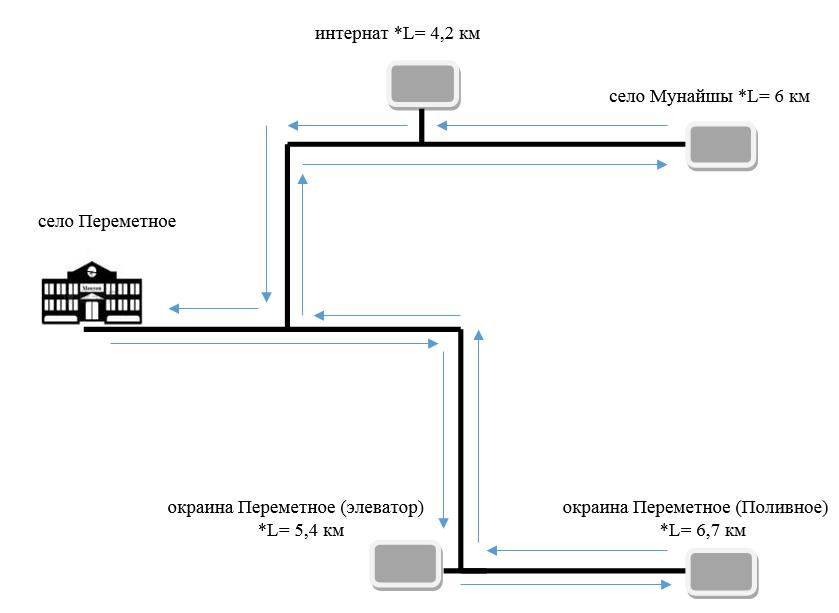 интернат *L= 4,2 км
село Мунайшы *L= 6 км
село Переметное
окраина Переметное (элеватор)
*L= 5,4 км
окраина Переметное (Поливное)
*L= 6,7 км